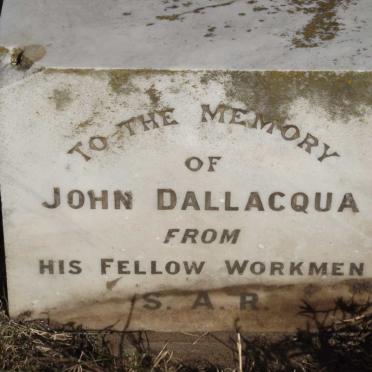 To The Memory
OF
JOHN DALLACQUA
FROM
HIS FELLOW WORKMEN
S. A. R.